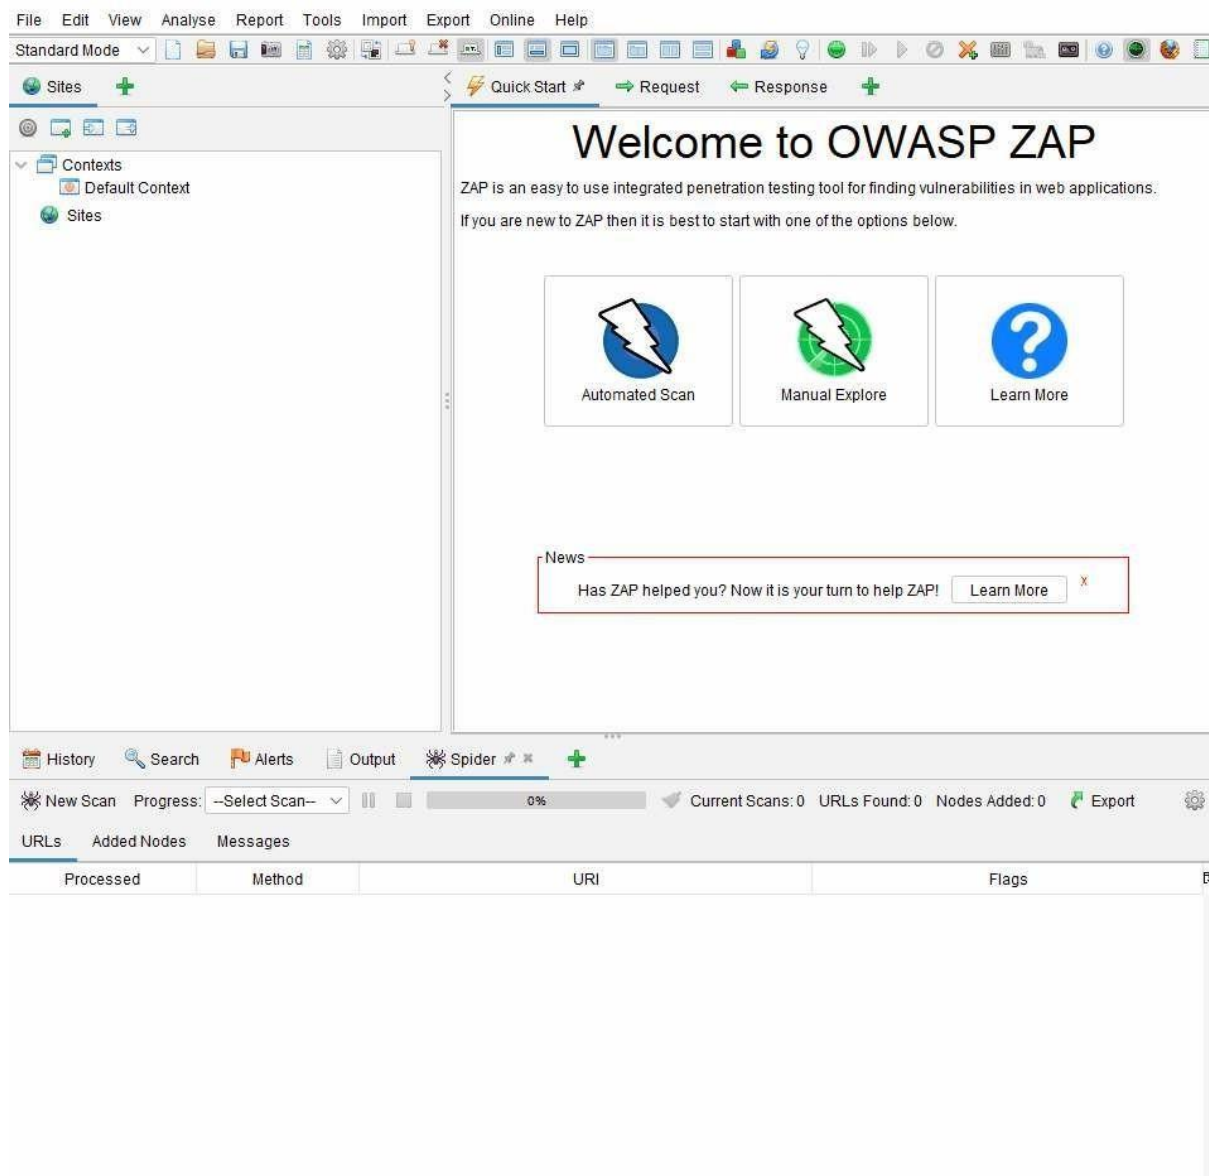 File Edit View Analyse Report Tools Import Export Online Help
Standard Mode
Sites
Quick Start Request Response
Contexts
Default Context
Sites
Welcome to OWASP ZAP
ZAP is an easy to use integrated penetration testing tool for finding vulnerabilities in web applications.
If you are new to ZAP then it is best to start with one of the options below.
Automated Scan Manual Explore Learn More
News
Has ZAP helped you? Now it is your turn to help ZAP! Learn More X
History Search Alerts Output Spider
New Scan Progress: --Select Scan-- 0% Current Scans: 0 URLs Found: 0 Nodes Added: 0 Export
URLs Added Nodes Messages
Processed Method URI Flags